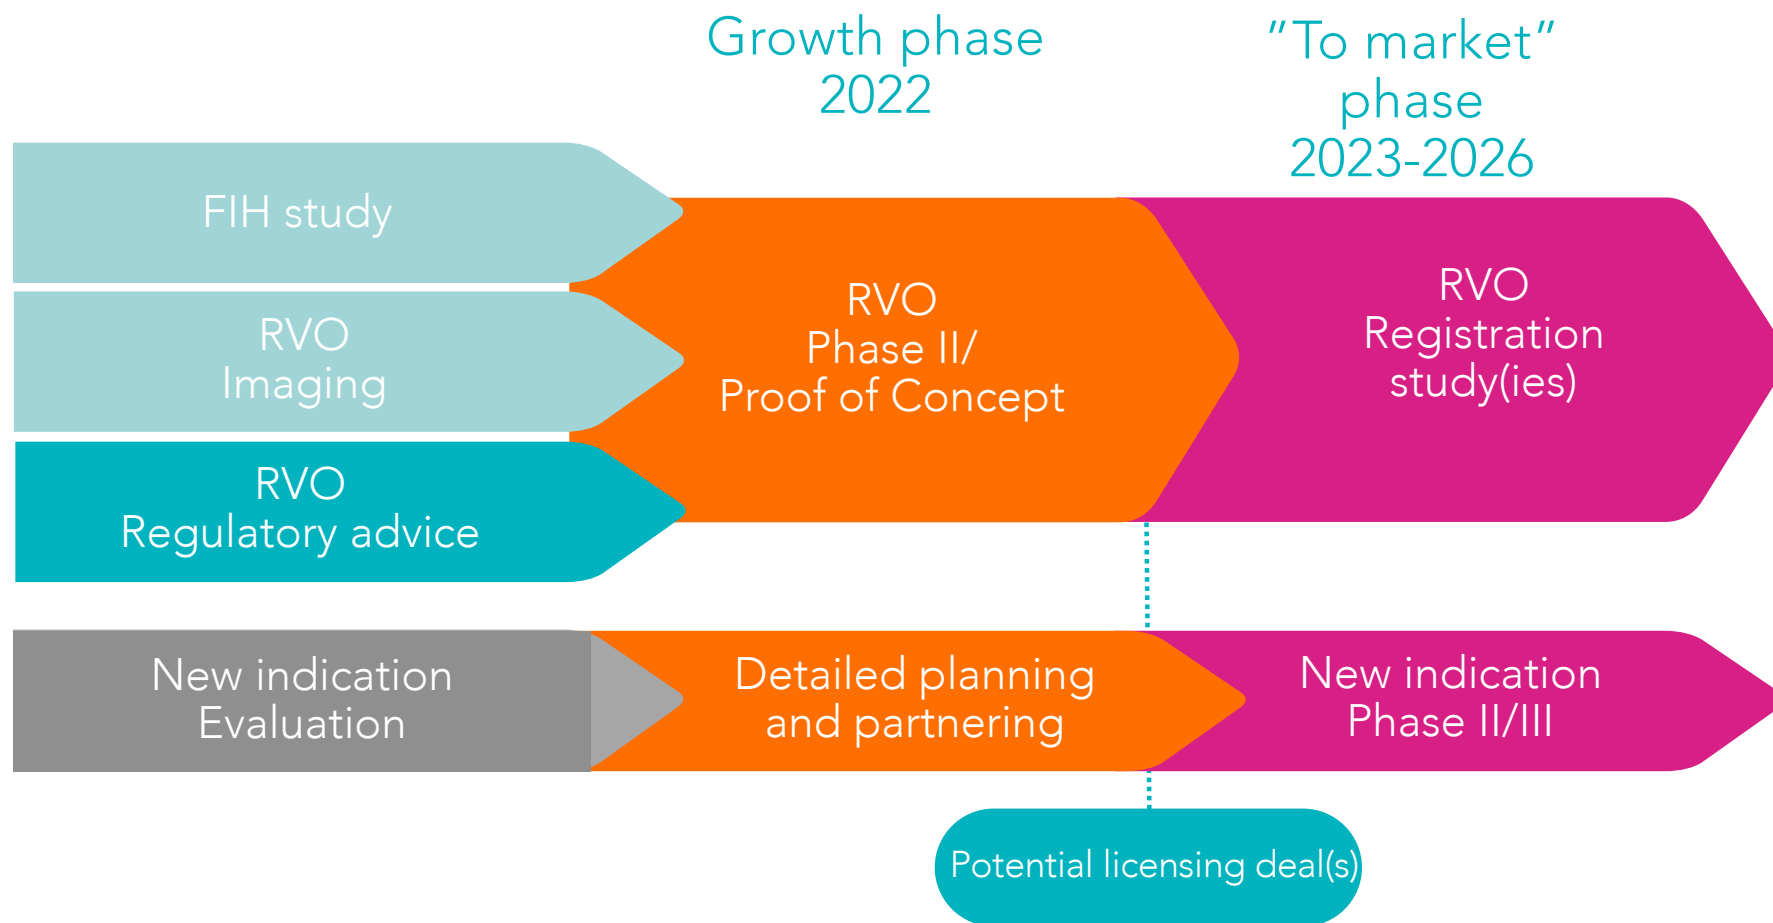 Growth phase
2022
"To market"
phase
2023-2026
FIH study
RVO
Imaging
RVO
Regulatory advice
RVO
Phase II/
Proof of Concept
RVO
Registration
study(ies)
New indication
Evaluation
Detailed planning
and partnering
New indication
Phase II/III
Potential licensing deal(s)